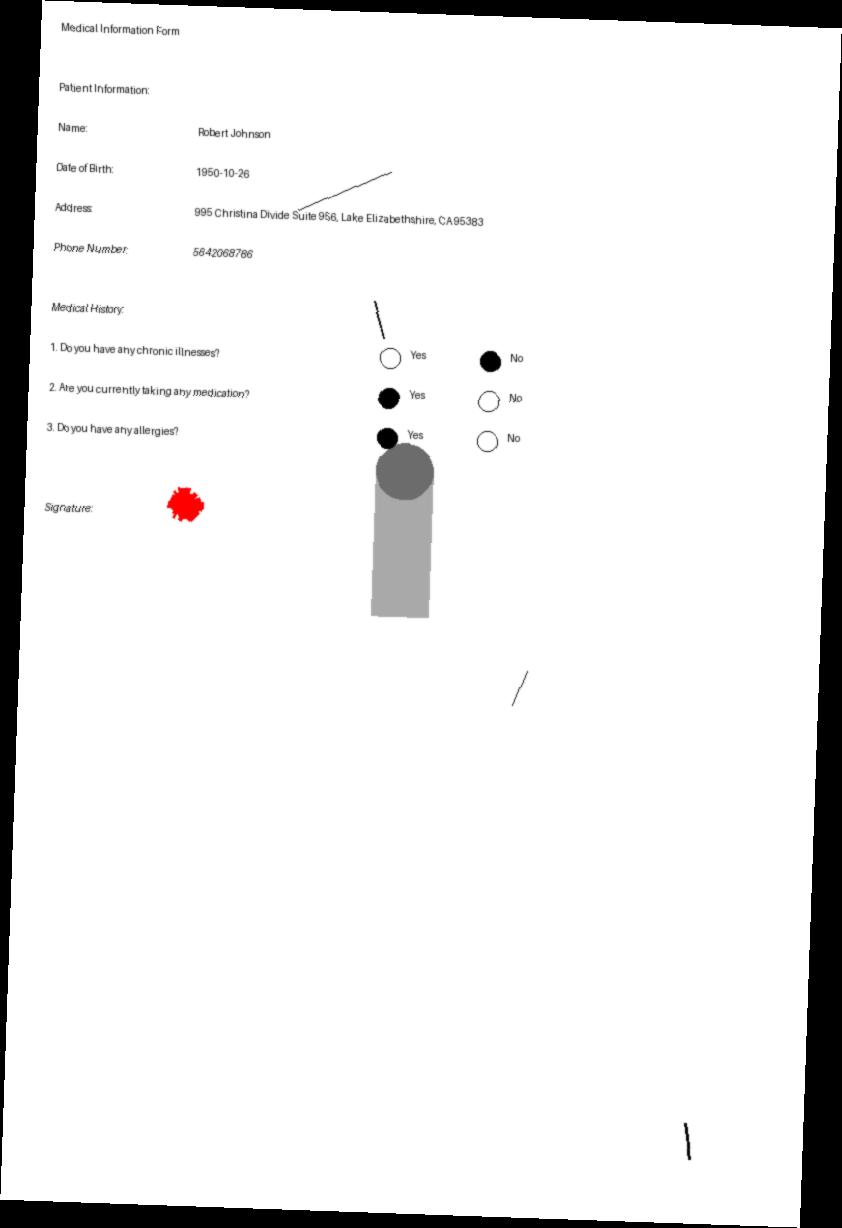 Medical Information Form
Patient Information:
Name: Robert Johnson
Date of Birth: 1950-10-26
Address: 995 Christina Divide Suite 956, Lake Elizabethshire, CA 95383
Phone Number: 5642068786
Medical History:
1. Do you have any chronic illnesses? Yes No
2. Are you currently taking any medication? Yes No
3. Do you have any allergies? Yes No
Signature: